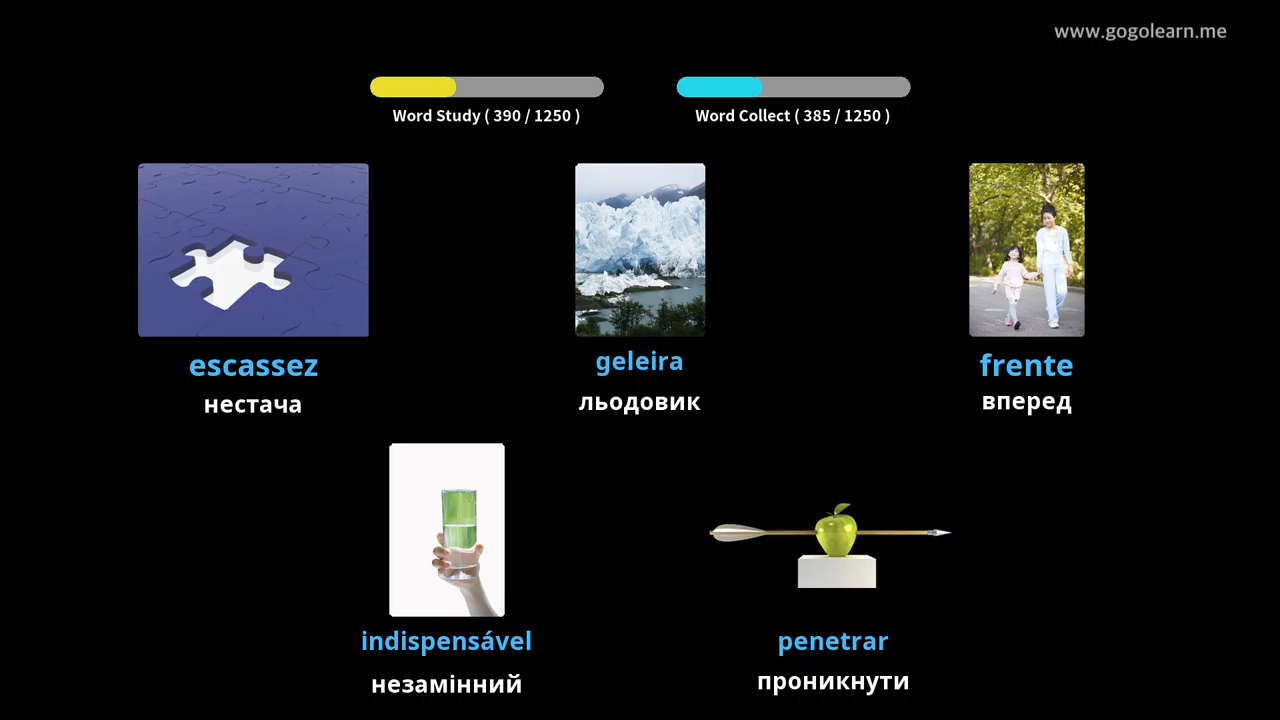 www.gogolearn.me
Word Study ( 390 / 1250 )
Word Collect ( 385 / 1250 )
escassez
нестача
geleira
льодовик
frente
вперед
indispensável
незамінний
penetrar
проникнути